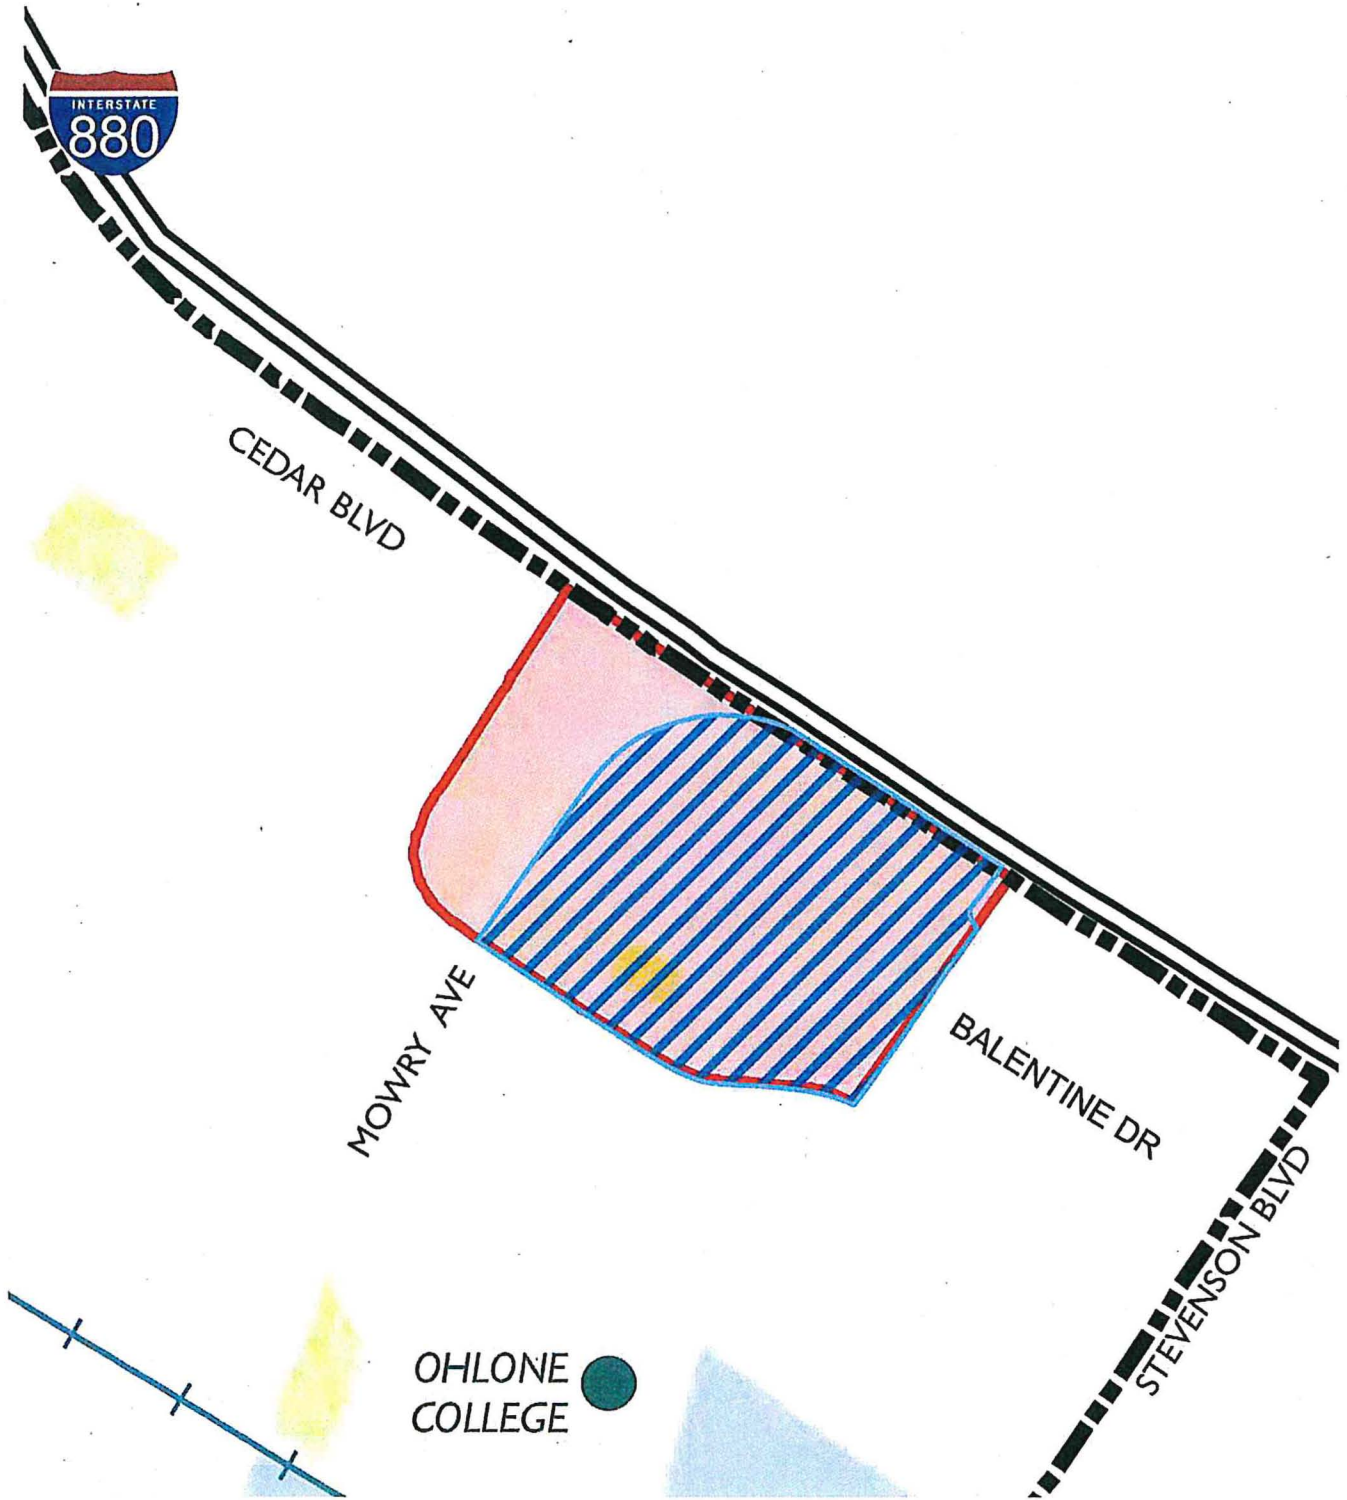 INTERSTATE
880
CEDAR BLVD
MOWRY AVE
BALENTINE DR
STEVENSON BLVD
OHLONE
COLLEGE